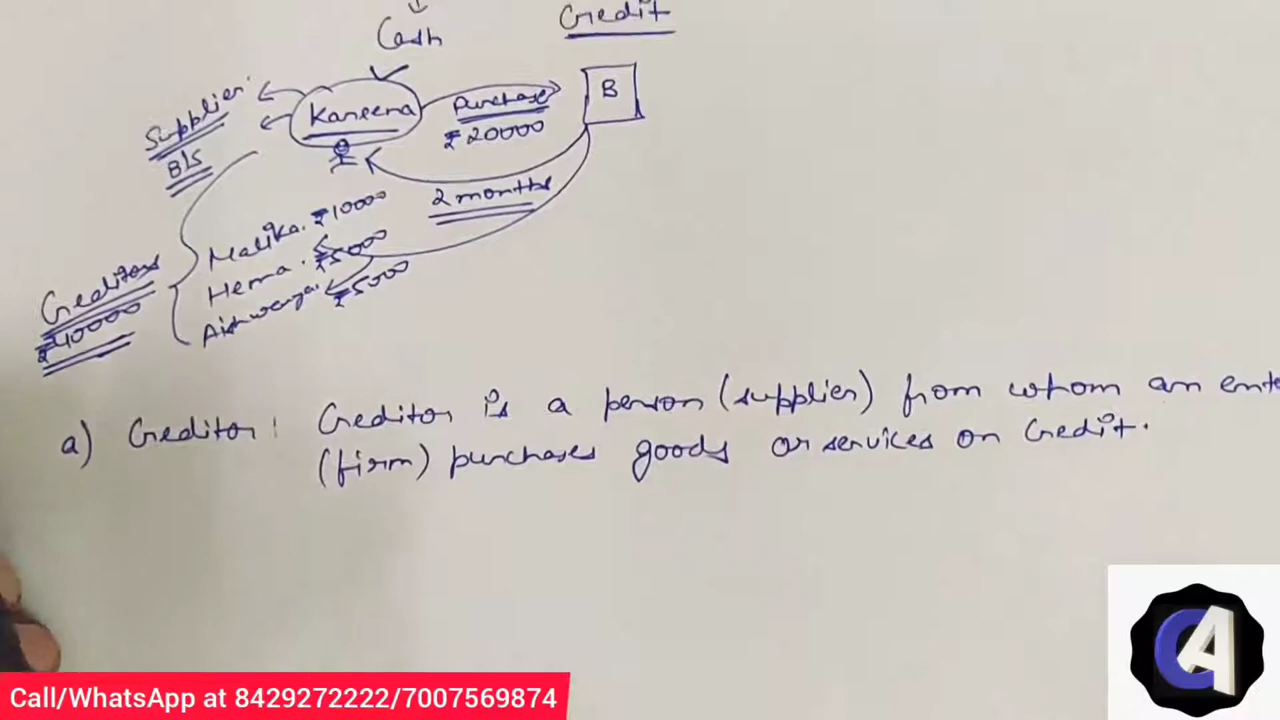 Credit
Cash
Supplier
B/S
Kareena
Purchase
₹20000
B
2 months
Malika. ₹10000
Hema. ₹5000
Aishwarya. ₹5000
Creditors
₹40000
a) Creditor: Creditor is a person (supplier) from whom an ente
(firm) purchases goods or services on Credit.
CA
Call/WhatsApp at 8429272222/7007569874